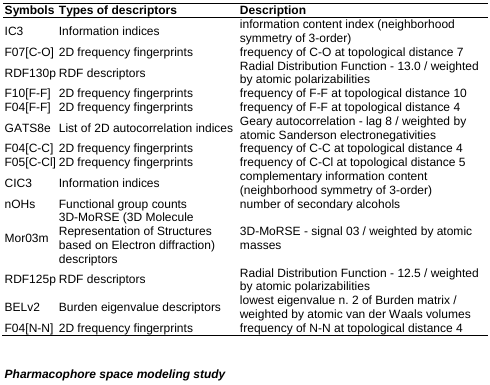 Symbols Types of descriptors Description
IC3 Information indices information content index (neighborhood
symmetry of 3-order)
F07[C-O] 2D frequency fingerprints frequency of C-O at topological distance 7
RDF130p RDF descriptors Radial Distribution Function - 13.0 / weighted
by atomic polarizabilities
F10[F-F] 2D frequency fingerprints frequency of F-F at topological distance 10
F04[F-F] 2D frequency fingerprints frequency of F-F at topological distance 4
GATS8e List of 2D autocorrelation indices Geary autocorrelation - lag 8 / weighted by
atomic Sanderson electronegativities
F04[C-C] 2D frequency fingerprints frequency of C-C at topological distance 4
F05[C-Cl] 2D frequency fingerprints frequency of C-Cl at topological distance 5
CIC3 Information indices complementary information content
(neighborhood symmetry of 3-order)
nOHs Functional group counts number of secondary alcohols
3D-MoRSE (3D Molecule
Mor03m Representation of Structures 3D-MoRSE - signal 03 / weighted by atomic
based on Electron diffraction) masses
descriptors
RDF125p RDF descriptors Radial Distribution Function - 12.5 / weighted
by atomic polarizabilities
BELv2 Burden eigenvalue descriptors lowest eigenvalue n. 2 of Burden matrix /
weighted by atomic van der Waals volumes
F04[N-N] 2D frequency fingerprints frequency of N-N at topological distance 4
Pharmacophore space modeling study